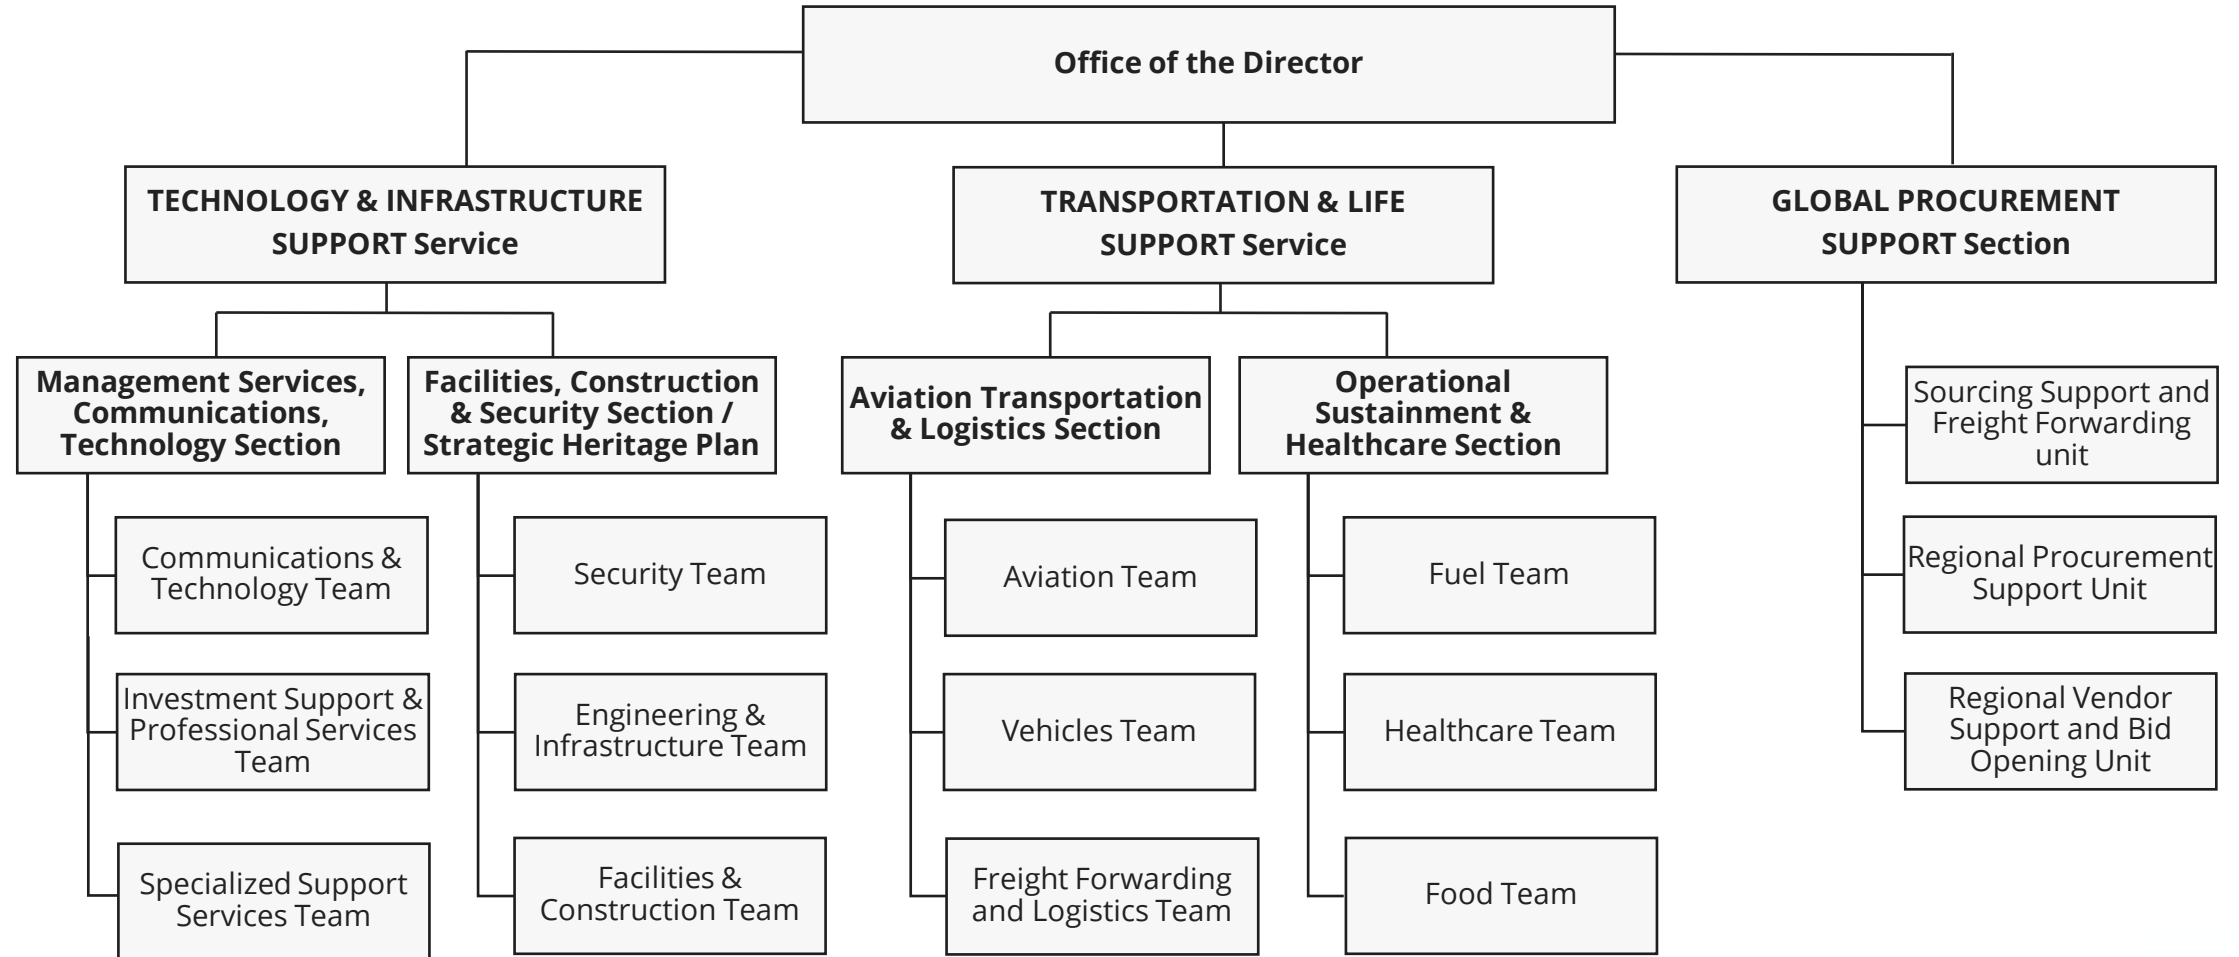 Office of the Director
TECHNOLOGY & INFRASTRUCTURE
SUPPORT Service
TRANSPORTATION & LIFE
SUPPORT Service
GLOBAL PROCUREMENT
SUPPORT Section
Management Services,
Communications,
Technology Section
Facilities, Construction
& Security Section /
Strategic Heritage Plan
Aviation Transportation
& Logistics Section
Operational
Sustainment &
Healthcare Section
Sourcing Support and
Freight Forwarding
unit
Communications &
Technology Team
Security Team
Aviation Team
Fuel Team
Regional Procurement
Support Unit
Investment Support &
Professional Services
Team
Engineering &
Infrastructure Team
Vehicles Team
Healthcare Team
Regional Vendor
Support and Bid
Opening Unit
Specialized Support
Services Team
Facilities &
Construction Team
Freight Forwarding
and Logistics Team
Food Team